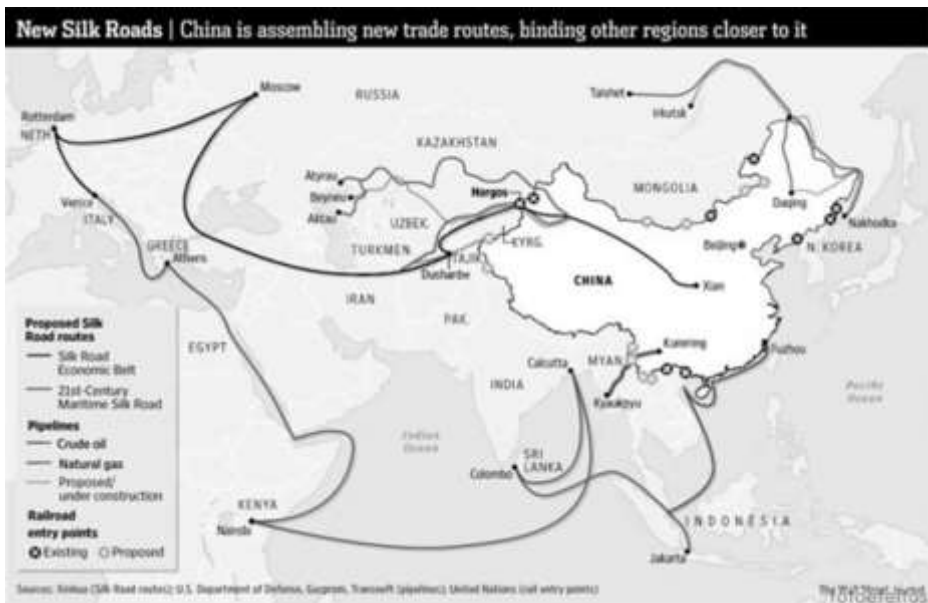 New Silk Roads | China is assembling new trade routes, binding other regions closer to it
Moscow
RUSSIA
Taishet
Irkutsk
Rotterdam
NETH
KAZAKHSTAN
Atyrau
Beyneu
Horgos
MONGOLIA
Daqing
Venice
ITALY
Aktau
UZBEK.
Nakhodka
GREECE
Athens
TURKMEN
KYRG.
Beijing
N. KOREA
TAJIK
Dushanbe
CHINA
Xian
IRAN
PAK.
Proposed Silk
Road routes
Silk Road
Economic Belt
21st-Century
Maritime Silk Road
Pipelines
Crude oil
Natural gas
Proposed/
under construction
Railroad
entry points
Existing
Proposed
EGYPT
Calcutta
MYAN
Kunming
Fuzhou
INDIA
Kyaukpyu
Pacific
Ocean
Indian
Ocean
SRI
LANKA
Colombo
KENYA
Nairobi
INDONESIA
Jakarta
Sources: Xinhua (Silk Road routes); U.S. Department of Defense, Gazprom, Transneft (pipelines); United Nations (rail entry points)
The Wall Street Journal